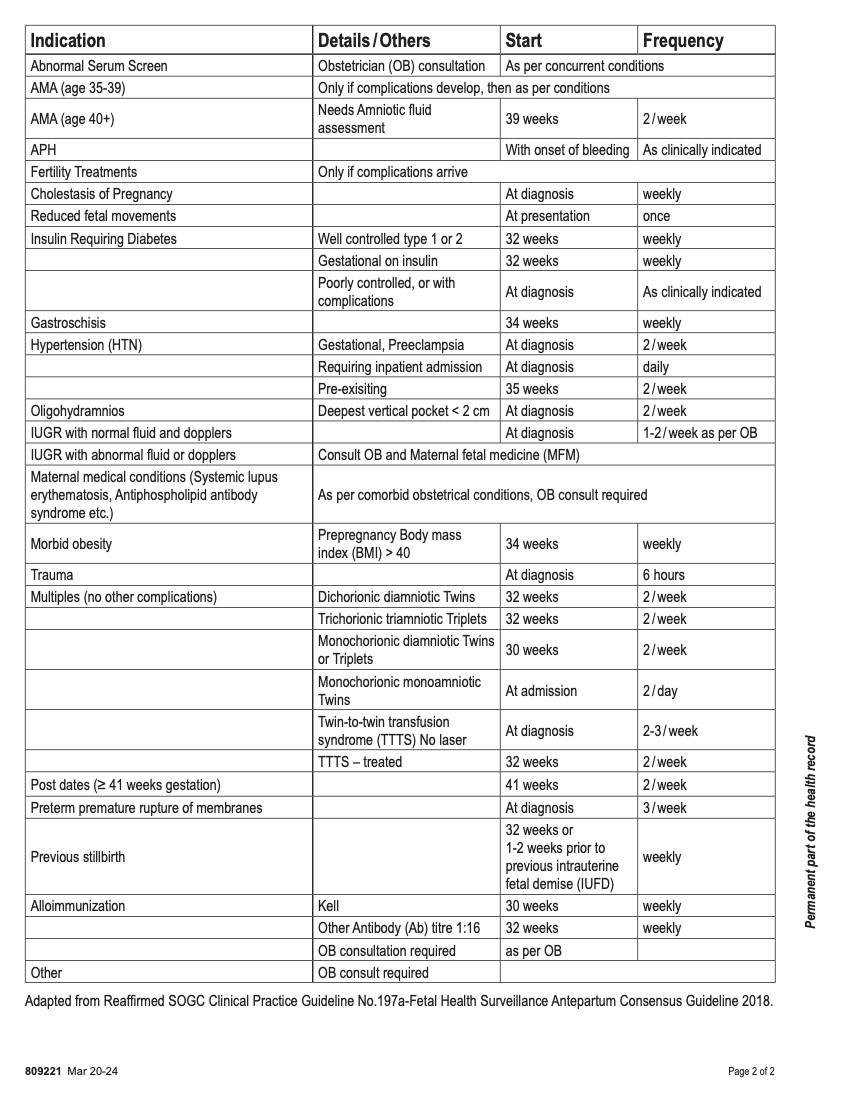 Indication Details / Others Start Frequency
Abnormal Serum Screen Obstetrician (OB) consultation As per concurrent conditions
AMA (age 35-39) Only if complications develop, then as per conditions
AMA (age 40+) Needs Amniotic fluid
assessment 39 weeks 2 / week
APH With onset of bleeding As clinically indicated
Fertility Treatments Only if complications arrive
Cholestasis of Pregnancy At diagnosis weekly
Reduced fetal movements At presentation once
Insulin Requiring Diabetes Well controlled type 1 or 2 32 weeks weekly
Gestational on insulin 32 weeks weekly
Poorly controlled, or with
complications At diagnosis As clinically indicated
Gastroschisis 34 weeks weekly
Hypertension (HTN) Gestational, Preeclampsia At diagnosis 2 / week
Requiring inpatient admission At diagnosis daily
Pre-exisiting 35 weeks 2 / week
Oligohydramnios Deepest vertical pocket < 2 cm At diagnosis 2 / week
IUGR with normal fluid and dopplers At diagnosis 1-2 / week as per OB
IUGR with abnormal fluid or dopplers Consult OB and Maternal fetal medicine (MFM)
Maternal medical conditions (Systemic lupus
erythematosis, Antiphospholipid antibody
syndrome etc.) As per comorbid obstetrical conditions, OB consult required
Morbid obesity Prepregnancy Body mass
index (BMI) > 40 34 weeks weekly
Trauma At diagnosis 6 hours
Multiples (no other complications) Dichorionic diamniotic Twins 32 weeks 2 / week
Trichorionic triamniotic Triplets 32 weeks 2 / week
Monochorionic diamniotic Twins
or Triplets 30 weeks 2 / week
Monochorionic monoamniotic
Twins At admission 2 / day
Twin-to-twin transfusion
syndrome (TTTS) No laser At diagnosis 2-3 / week
TTTS – treated 32 weeks 2 / week
Post dates (≥ 41 weeks gestation) 41 weeks 2 / week
Preterm premature rupture of membranes At diagnosis 3 / week
Previous stillbirth 32 weeks or
1-2 weeks prior to
previous intrauterine
fetal demise (IUFD) weekly
Alloimmunization Kell 30 weeks weekly
Other Antibody (Ab) titre 1:16 32 weeks weekly
OB consultation required as per OB
Other OB consult required
Adapted from Reaffirmed SOGC Clinical Practice Guideline No.197a-Fetal Health Surveillance Antepartum Consensus Guideline 2018.
Permanent part of the health record
809221 Mar 20-24 Page 2 of 2